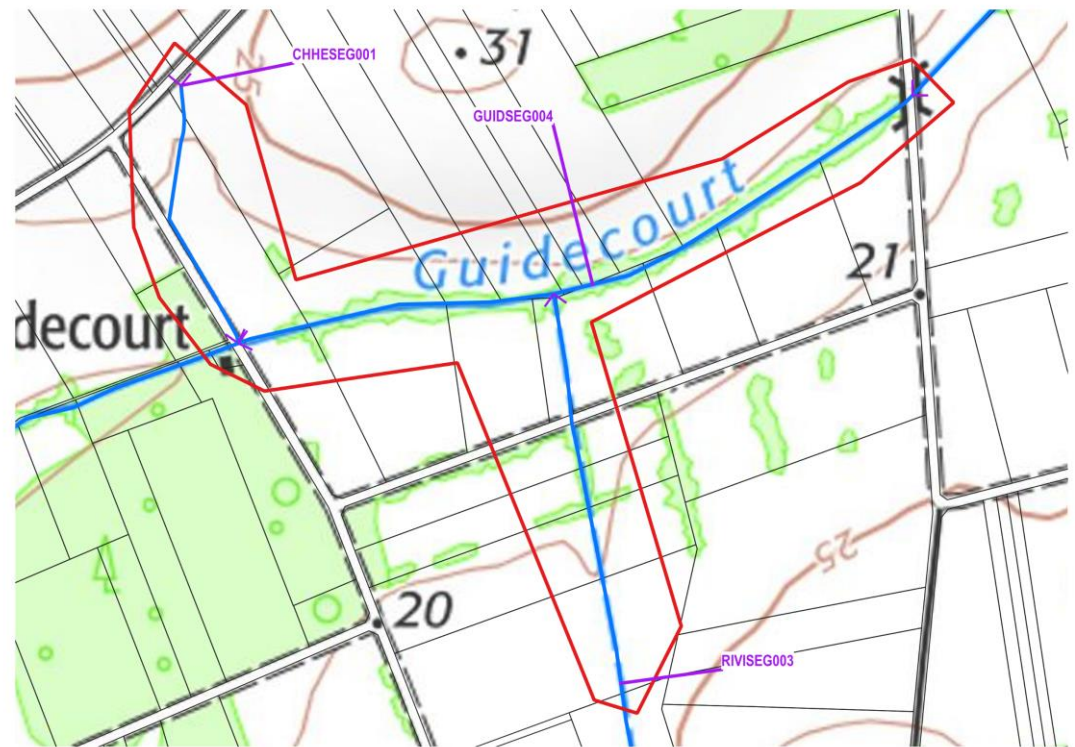 25
31
CHHESEG001
GUIDSEG004
Guidecourt
21
decourt
25
20
RIVISEG003